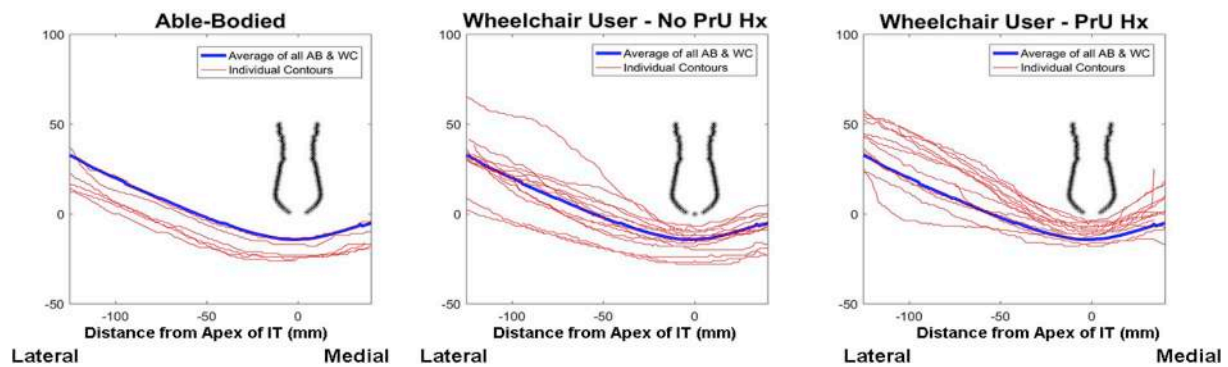 Able-Bodied
Wheelchair User - No PrU Hx
Wheelchair User - PrU Hx
100
50
0
-50
-100
-50
0
Average of all AB & WC
Individual Contours
Distance from Apex of IT (mm)
Lateral
Medial
100
50
0
-50
-100
-50
0
Average of all AB & WC
Individual Contours
Distance from Apex of IT (mm)
Lateral
100
50
0
-50
-100
-50
0
Average of all AB & WC
Individual Contours
Distance from Apex of IT (mm)
Lateral
Medial